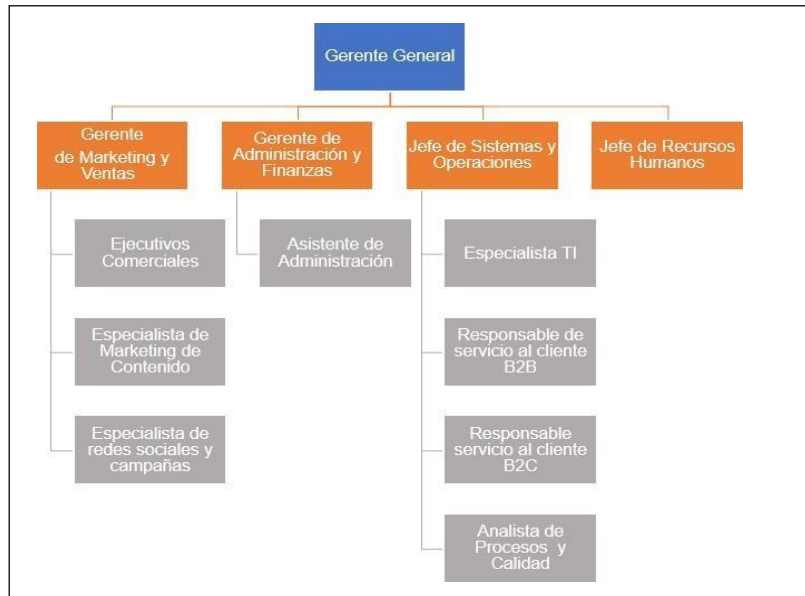 Gerente General
Gerente
de Marketing y
Ventas
Gerente de
Administración y
Finanzas
Jefe de Sistemas y
Operaciones
Jefe de Recursos
Humanos
Ejecutivos
Comerciales
Asistente de
Administración
Especialista TI
Especialista de
Marketing de
Contenido
Responsable de
servicio al cliente
B2B
Especialista de
redes sociales y
campañas
Responsable
servicio al cliente
B2C
Analista de
Procesos y
Calidad